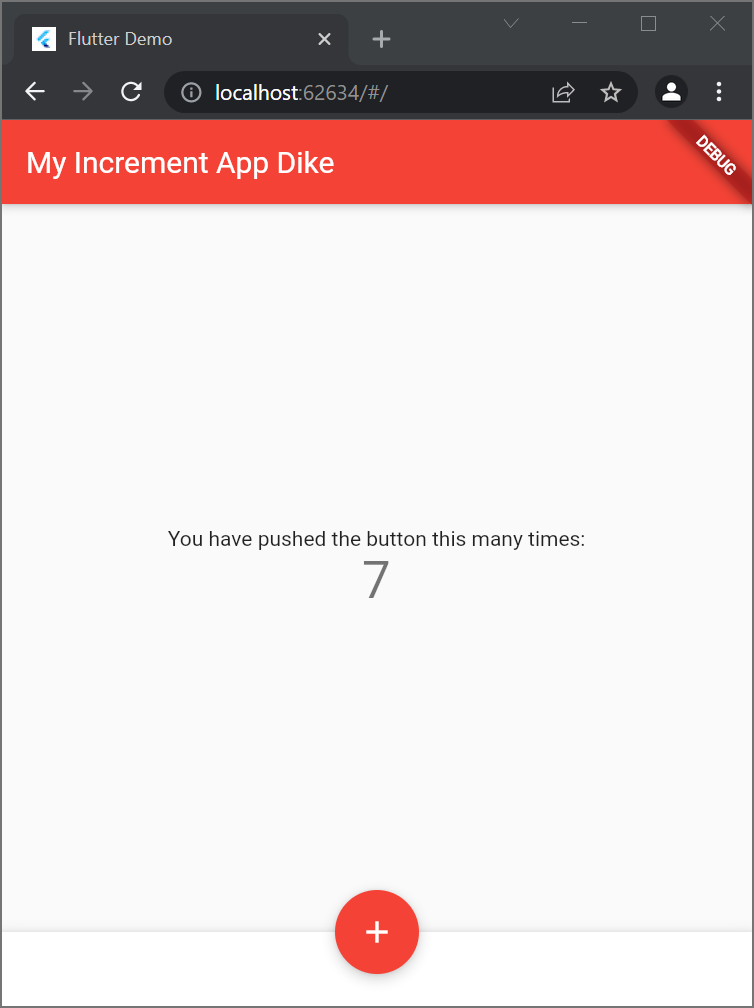 Flutter Demo
localhost:62634/#/
My Increment App Dike
DEBUG
You have pushed the button this many times:
7